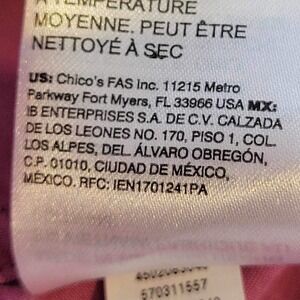 TEMPÉRATURE
MOYENNE. PEUT ÊTRE
NETTOYÉ À SEC
US: Chico's FAS Inc. 11215 Metro
Parkway Fort Myers, FL 33966 USA MX:
IB ENTERPRISES S.A. DE C.V. CALZADA
DE LOS LEONES NO. 170, PISO 1, COL.
LOS ALPES, DEL. ÁLVARO OBREGÓN,
C.P. 01010, CIUDAD DE MÉXICO,
MÉXICO. RFC: IEN1701241PA
570311557